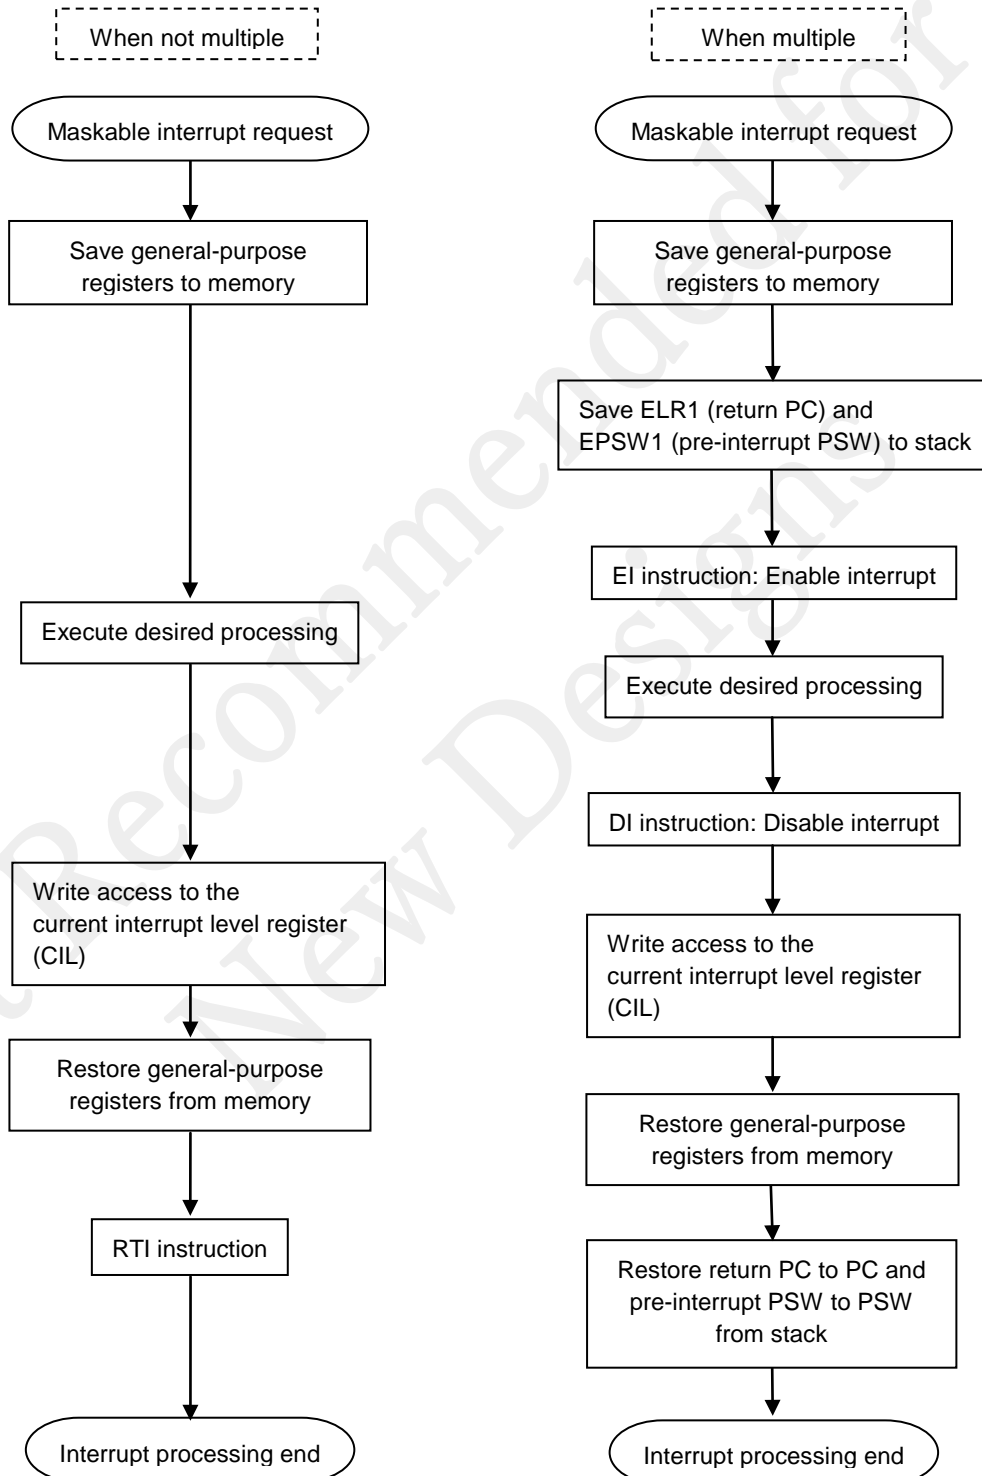 When not multiple
Maskable interrupt request
Save general-purpose
registers to memory
Execute desired processing
Write access to the
current interrupt level register
(CIL)
Restore general-purpose
registers from memory
RTI instruction
Interrupt processing end
When multiple
Maskable interrupt request
Save general-purpose
registers to memory
Save ELR1 (return PC) and
EPSW1 (pre-interrupt PSW) to stack
EI instruction: Enable interrupt
Execute desired processing
DI instruction: Disable interrupt
Write access to the
current interrupt level register
(CIL)
Restore general-purpose
registers from memory
Restore return PC to PC and
pre-interrupt PSW to PSW
from stack
Interrupt processing end
Recommended for
New Designs